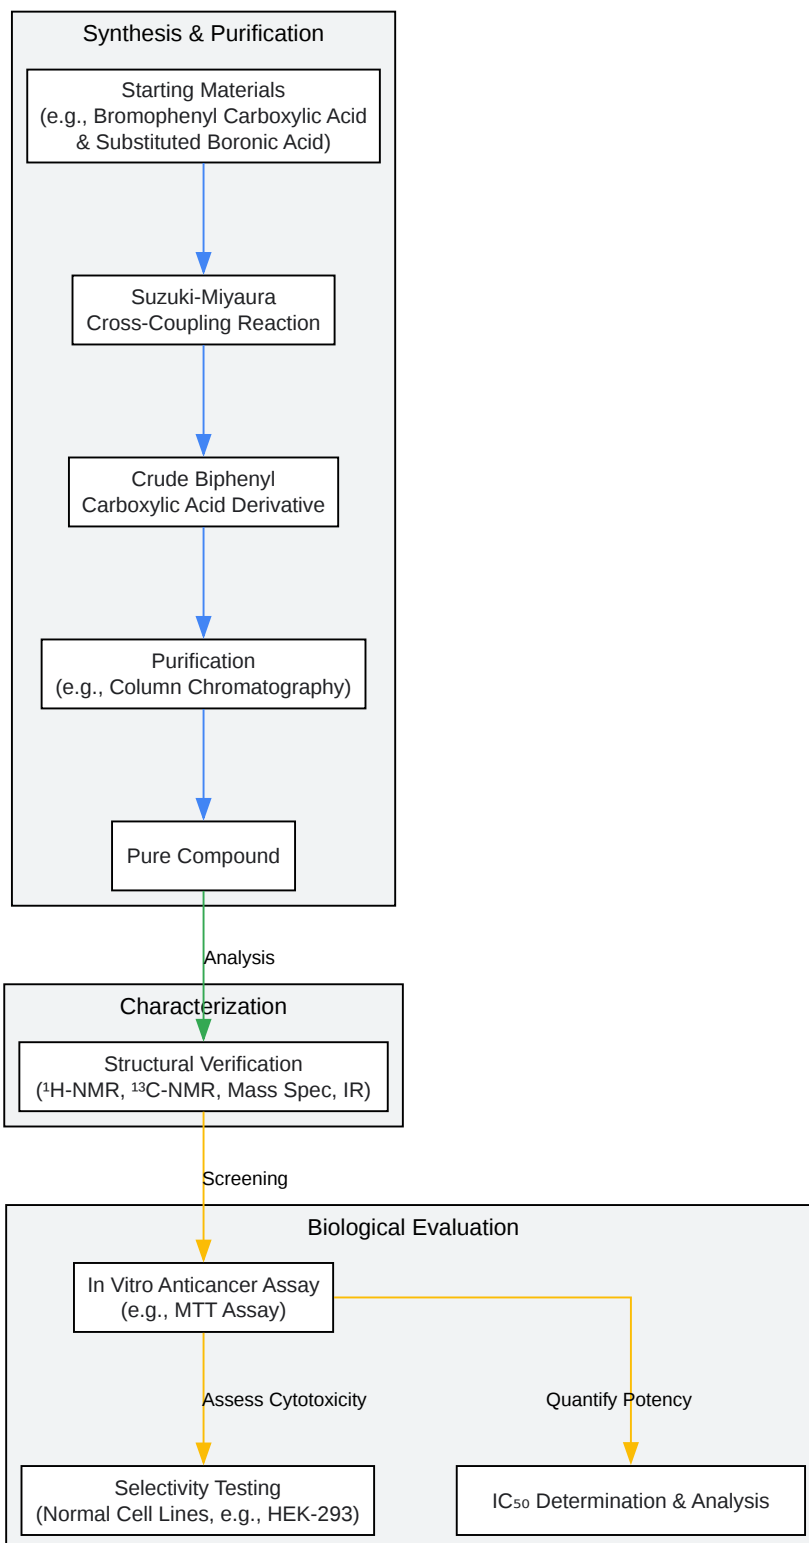 Synthesis & Purification
Starting Materials
(e.g., Bromophenyl Carboxylic Acid
& Substituted Boronic Acid)
Suzuki-Miyaura
Cross-Coupling Reaction
Crude Biphenyl
Carboxylic Acid Derivative
Purification
(e.g., Column Chromatography)
Pure Compound
Analysis
Characterization
Structural Verification
(¹H-NMR, ¹³C-NMR, Mass Spec, IR)
Screening
Biological Evaluation
In Vitro Anticancer Assay
(e.g., MTT Assay)
Assess Cytotoxicity
Quantify Potency
Selectivity Testing
(Normal Cell Lines, e.g., HEK-293)
IC₅₀ Determination & Analysis